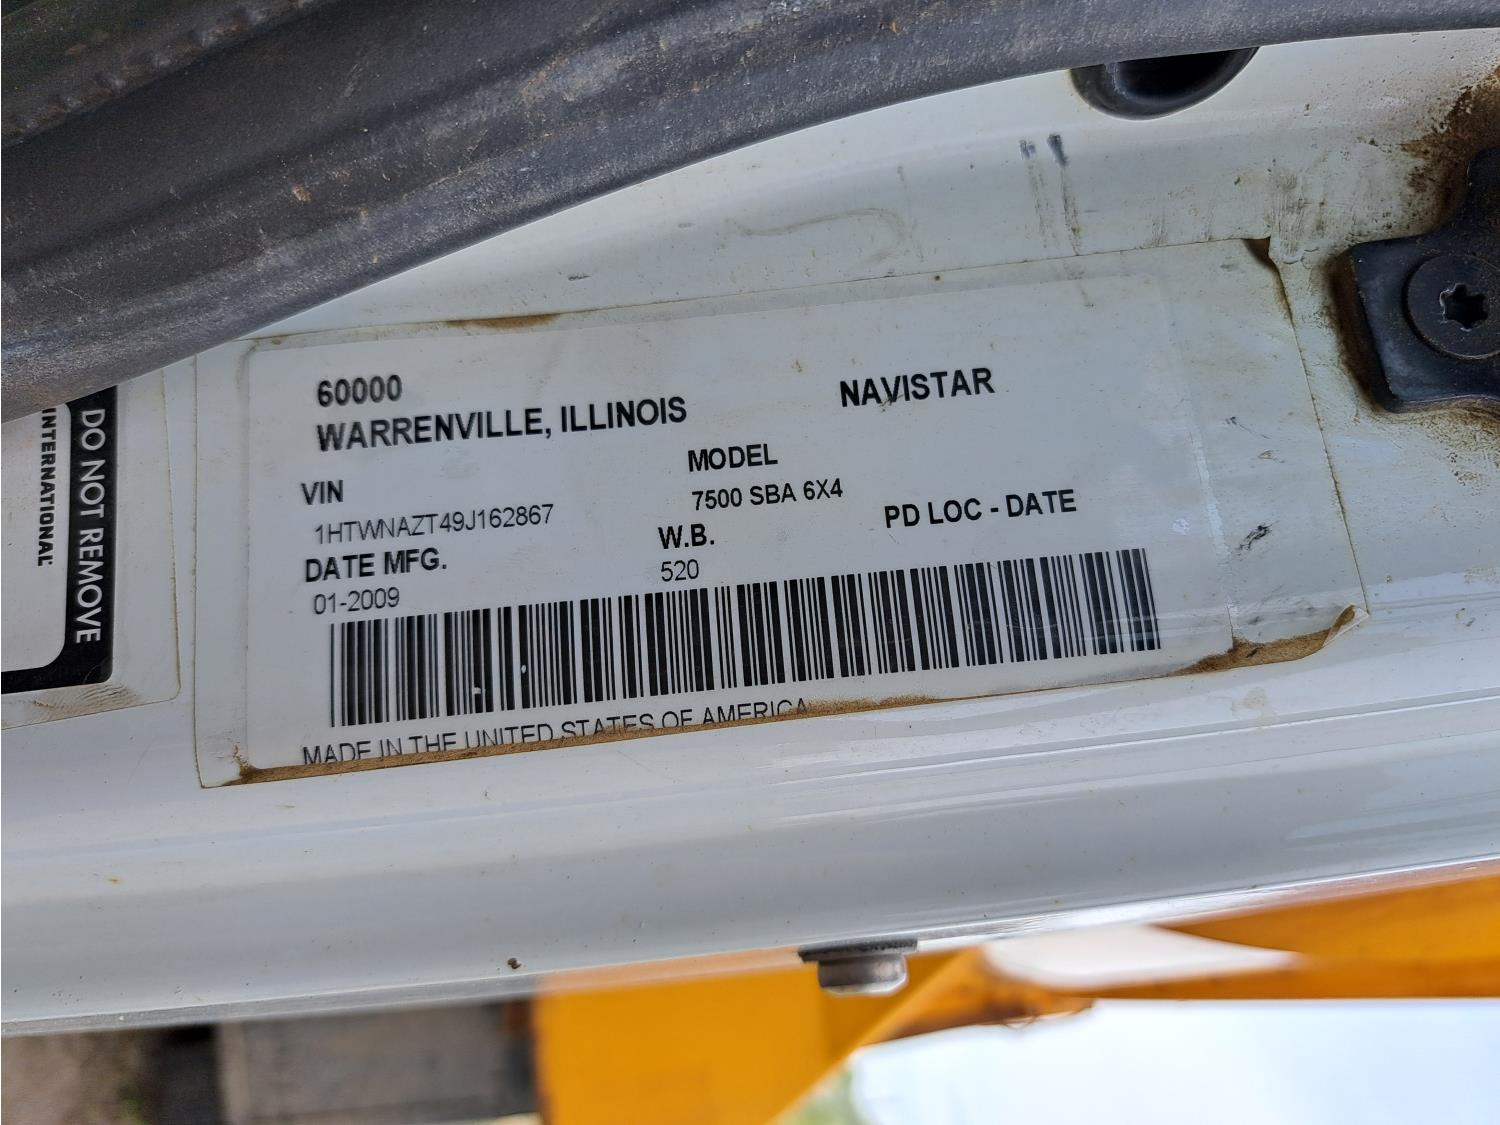 60000
WARRENVILLE, ILLINOIS
NAVISTAR
VIN
MODEL
1HTWNAZT49J162867
7500 SBA 6X4
DATE MFG.
W.B.
PD LOC - DATE
01-2009
520
MADE IN THE UNITED STATES OF AMERICA
INTERNATIONAL
DO NOT REMOVE